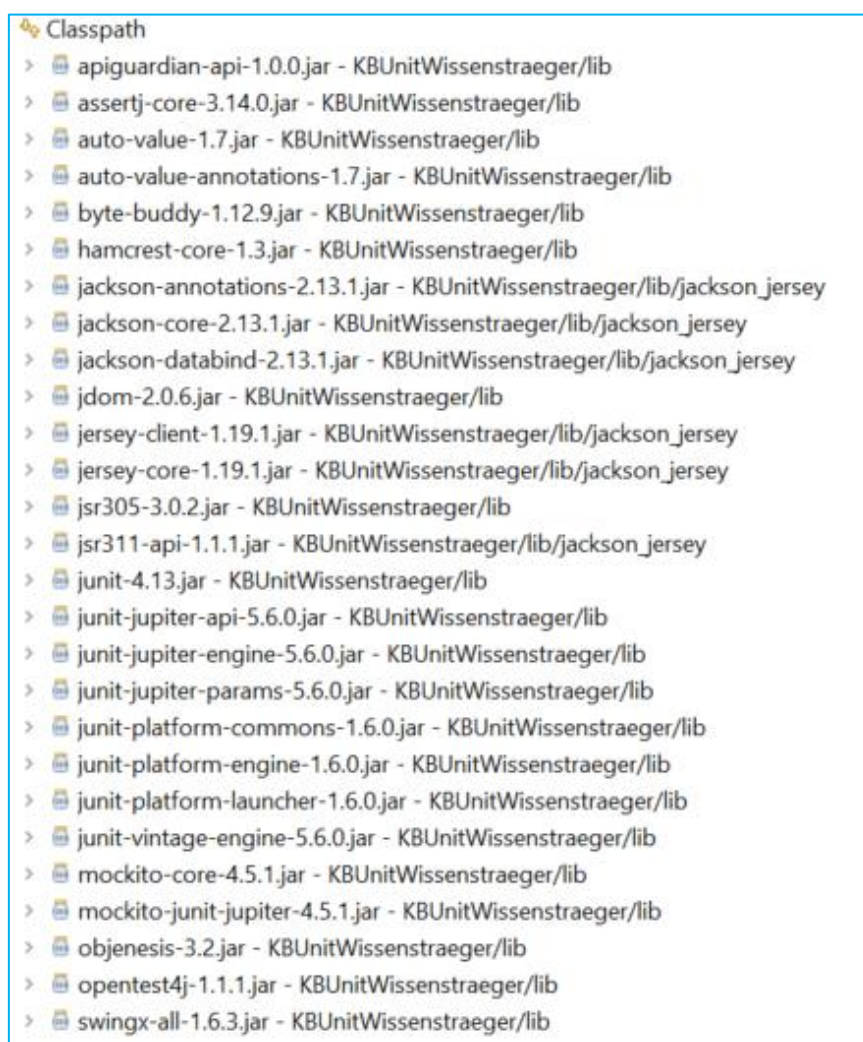 Classpath
apiguardian-api-1.0.0.jar - KBUnitWissenstraeger/lib
assertj-core-3.14.0.jar - KBUnitWissenstraeger/lib
auto-value-1.7.jar - KBUnitWissenstraeger/lib
auto-value-annotations-1.7.jar - KBUnitWissenstraeger/lib
byte-buddy-1.12.9.jar - KBUnitWissenstraeger/lib
hamcrest-core-1.3.jar - KBUnitWissenstraeger/lib
jackson-annotations-2.13.1.jar - KBUnitWissenstraeger/lib/jackson_jersey
jackson-core-2.13.1.jar - KBUnitWissenstraeger/lib/jackson_jersey
jackson-databind-2.13.1.jar - KBUnitWissenstraeger/lib/jackson_jersey
jdom-2.0.6.jar - KBUnitWissenstraeger/lib
jersey-client-1.19.1.jar - KBUnitWissenstraeger/lib/jackson_jersey
jersey-core-1.19.1.jar - KBUnitWissenstraeger/lib/jackson_jersey
jsr305-3.0.2.jar - KBUnitWissenstraeger/lib
jsr311-api-1.1.1.jar - KBUnitWissenstraeger/lib/jackson_jersey
junit-4.13.jar - KBUnitWissenstraeger/lib
junit-jupiter-api-5.6.0.jar - KBUnitWissenstraeger/lib
junit-jupiter-engine-5.6.0.jar - KBUnitWissenstraeger/lib
junit-jupiter-params-5.6.0.jar - KBUnitWissenstraeger/lib
junit-platform-commons-1.6.0.jar - KBUnitWissenstraeger/lib
junit-platform-engine-1.6.0.jar - KBUnitWissenstraeger/lib
junit-platform-launcher-1.6.0.jar - KBUnitWissenstraeger/lib
junit-vintage-engine-5.6.0.jar - KBUnitWissenstraeger/lib
mockito-core-4.5.1.jar - KBUnitWissenstraeger/lib
mockito-junit-jupiter-4.5.1.jar - KBUnitWissenstraeger/lib
objenesis-3.2.jar - KBUnitWissenstraeger/lib
opentest4j-1.1.1.jar - KBUnitWissenstraeger/lib
swingx-all-1.6.3.jar - KBUnitWissenstraeger/lib